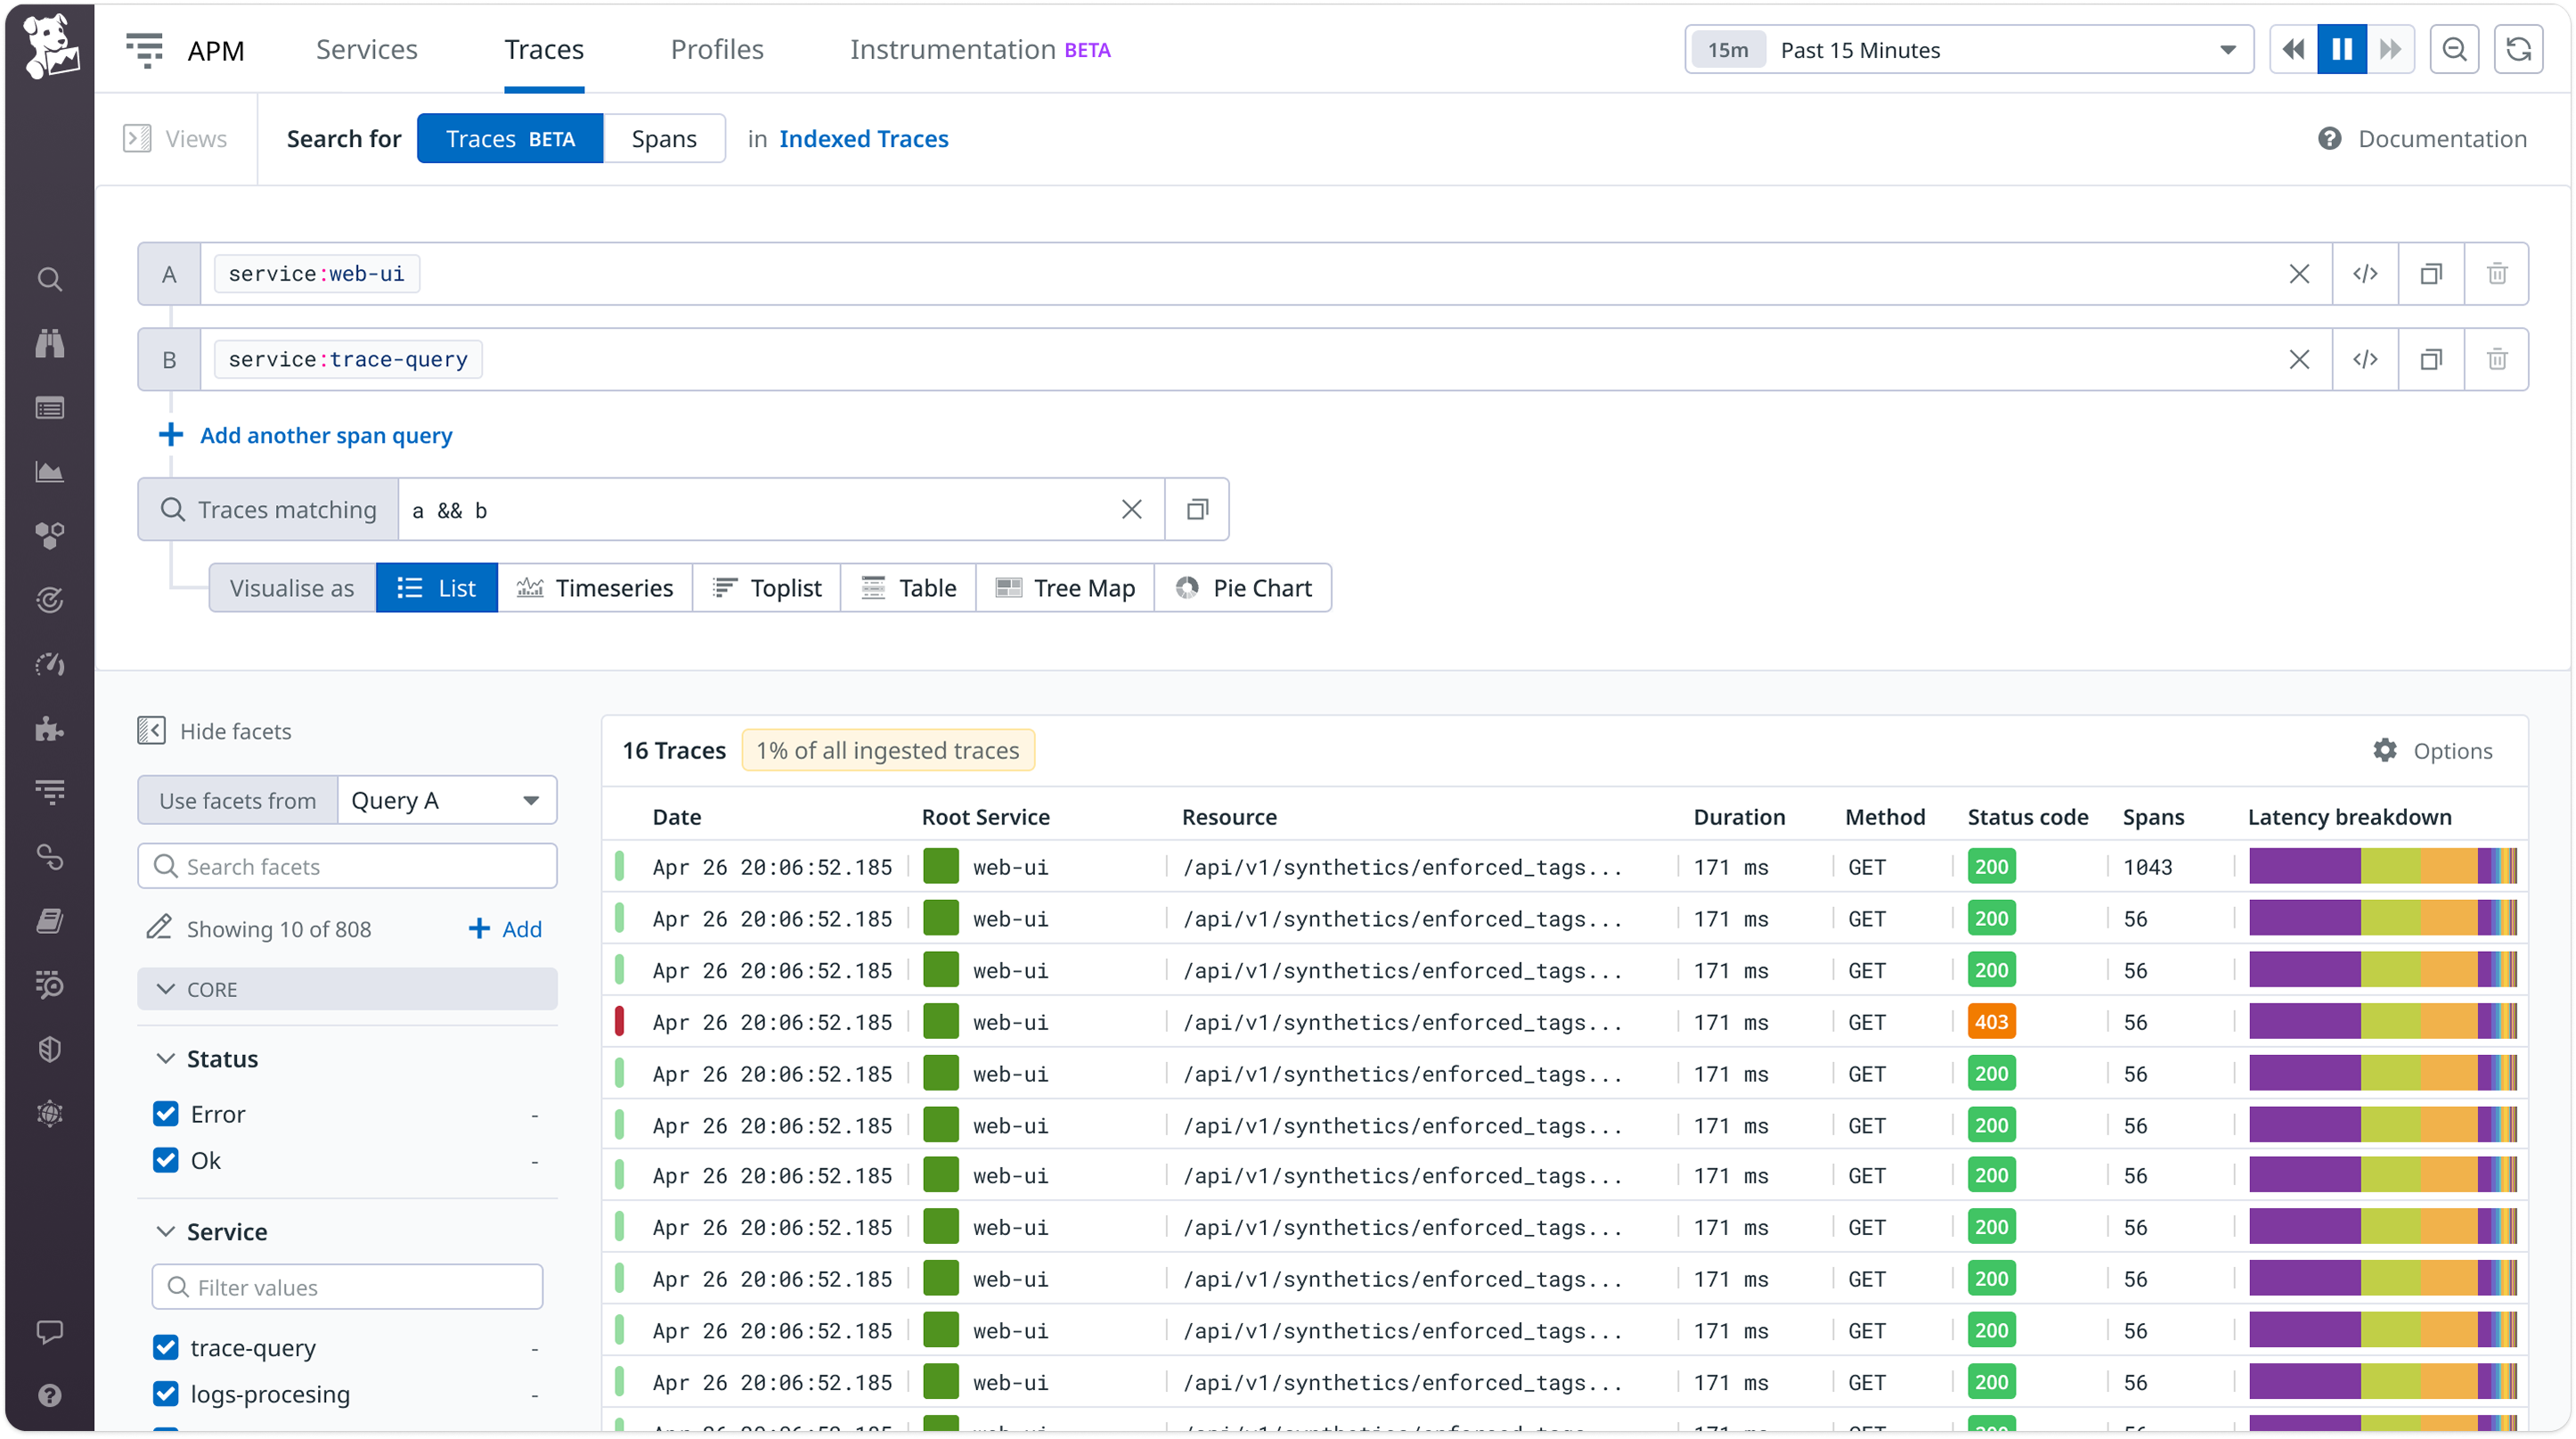 APM Services Traces Profiles Instrumentation BETA 15m Past 15 Minutes
Views Search for Traces BETA Spans in Indexed Traces Documentation
A service:web-ui </>
B service:trace-query </>
Add another span query
Traces matching a && b
Visualise as List Timeseries Toplist Table Tree Map Pie Chart
Hide facets
Use facets from Query A
Search facets
Showing 10 of 808 Add
CORE
Status
Error -
Ok -
Service
Filter values
trace-query -
logs-procesing -
16 Traces 1% of all ingested traces Options
Date Root Service Resource Duration Method Status code Spans Latency breakdown
Apr 26 20:06:52.185 web-ui /api/v1/synthetics/enforced_tags... 171 ms GET 200 1043
Apr 26 20:06:52.185 web-ui /api/v1/synthetics/enforced_tags... 171 ms GET 200 56
Apr 26 20:06:52.185 web-ui /api/v1/synthetics/enforced_tags... 171 ms GET 200 56
Apr 26 20:06:52.185 web-ui /api/v1/synthetics/enforced_tags... 171 ms GET 403 56
Apr 26 20:06:52.185 web-ui /api/v1/synthetics/enforced_tags... 171 ms GET 200 56
Apr 26 20:06:52.185 web-ui /api/v1/synthetics/enforced_tags... 171 ms GET 200 56
Apr 26 20:06:52.185 web-ui /api/v1/synthetics/enforced_tags... 171 ms GET 200 56
Apr 26 20:06:52.185 web-ui /api/v1/synthetics/enforced_tags... 171 ms GET 200 56
Apr 26 20:06:52.185 web-ui /api/v1/synthetics/enforced_tags... 171 ms GET 200 56
Apr 26 20:06:52.185 web-ui /api/v1/synthetics/enforced_tags... 171 ms GET 200 56
Apr 26 20:06:52.185 web-ui /api/v1/synthetics/enforced_tags... 171 ms GET 200 56